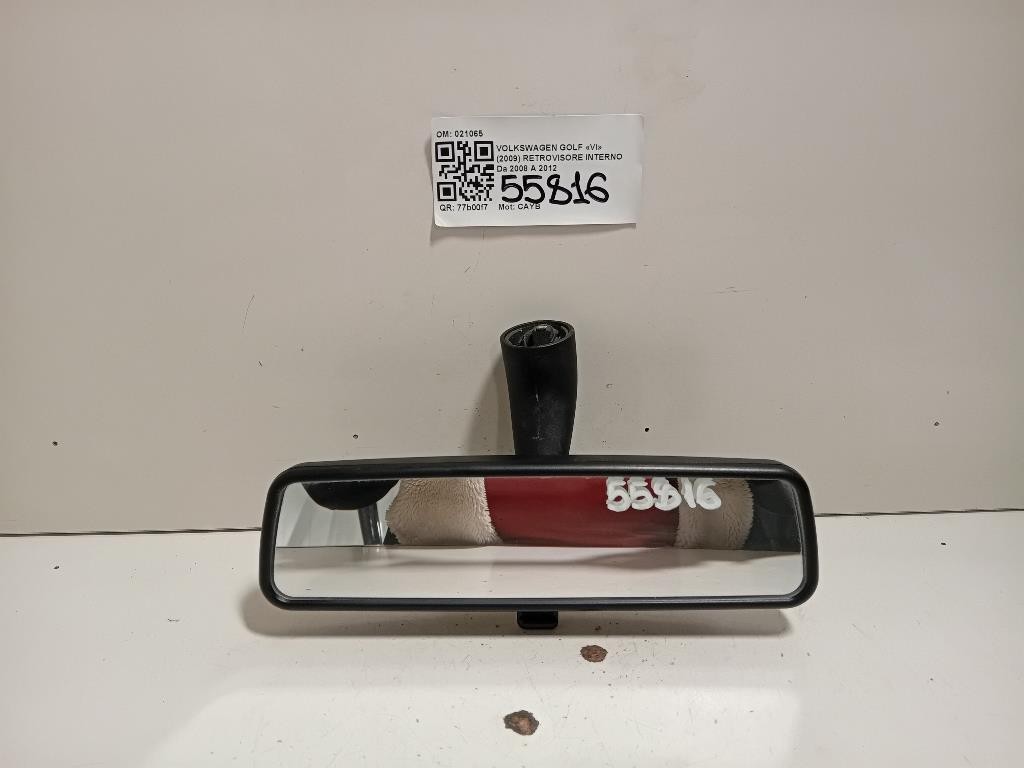 OM: 021065
VOLKSWAGEN GOLF «VI»
(2009) RETROVISORE INTERNO
Da 2008 A 2012
55816
QR: 77b00f7 Mot: CAYB
55816